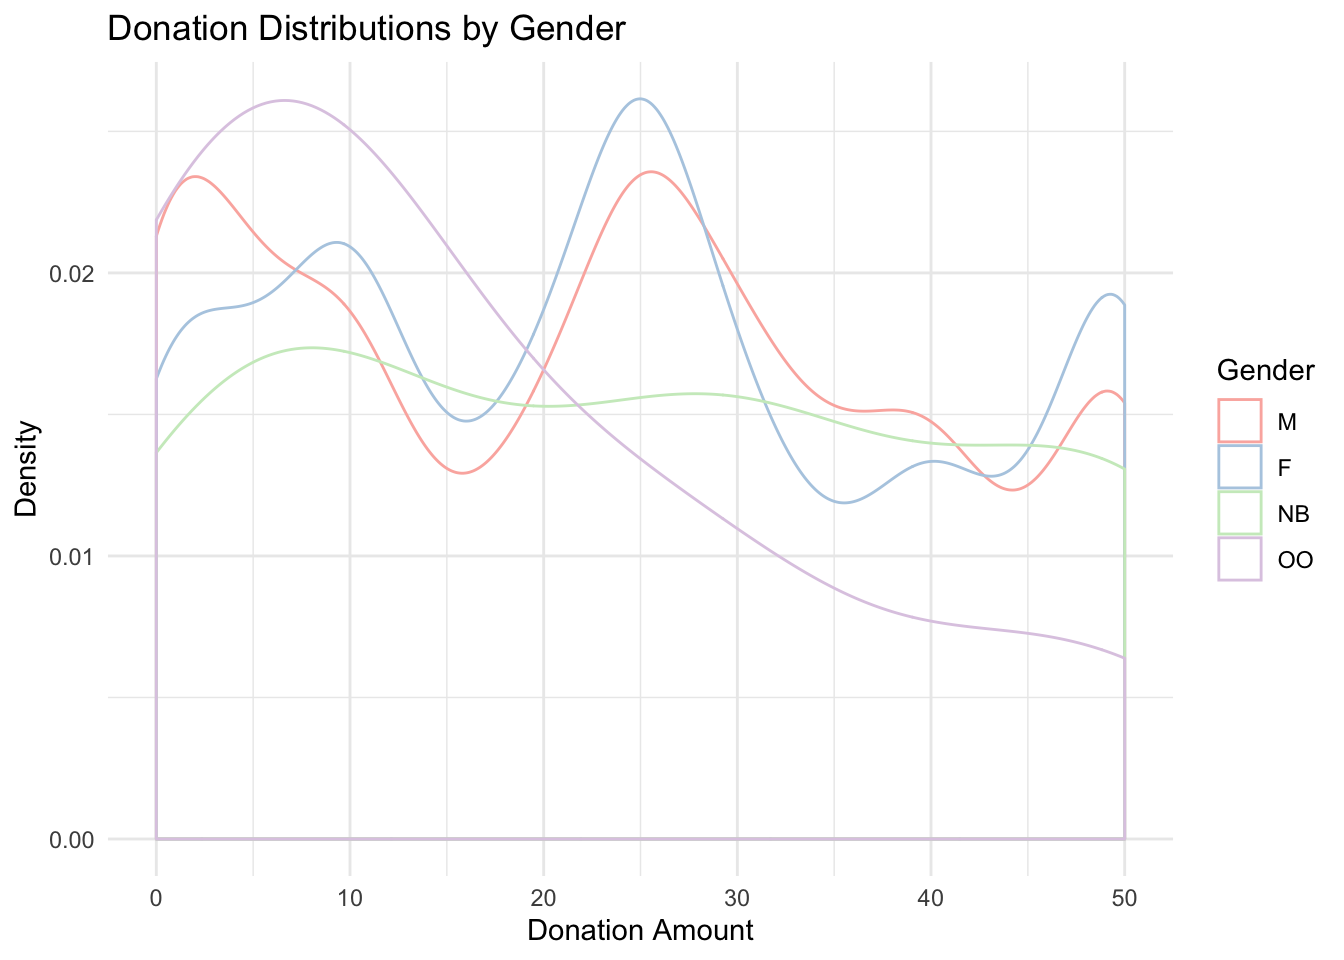 Donation Distributions by Gender
Density
0.02
0.01
0.00
0 10 20 30 40 50
Donation Amount
Gender
M
F
NB
OO